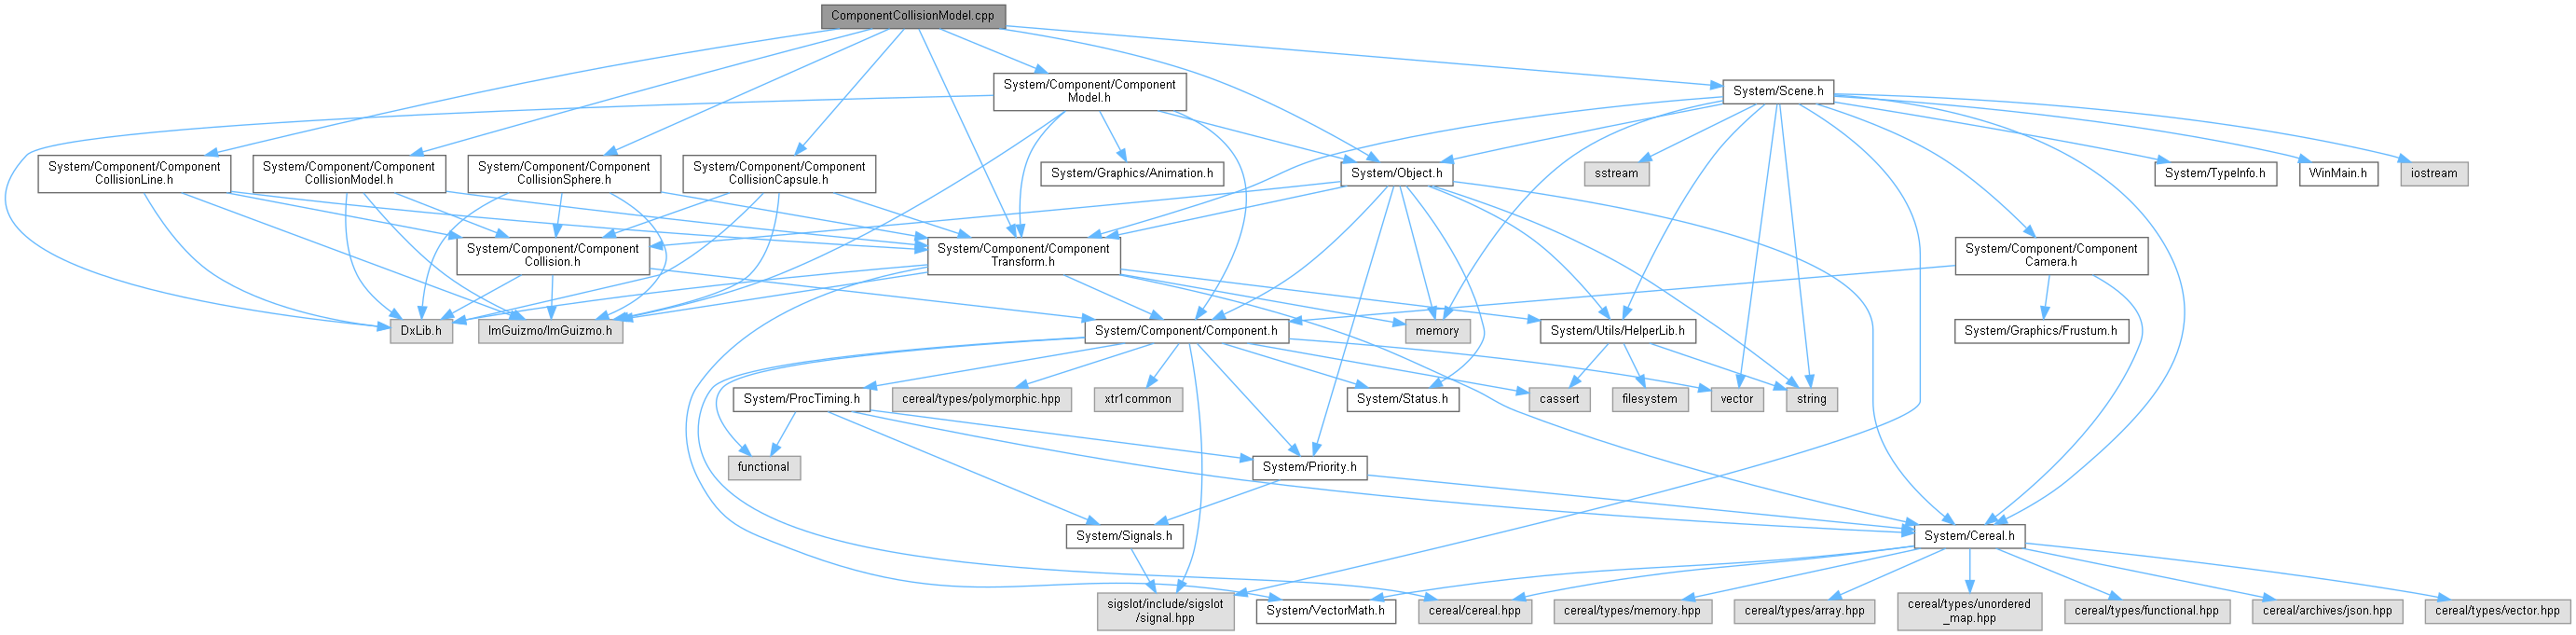 ComponentCollisionModel.cpp
System/Component/Component
Model.h
System/Scene.h
System/Component/Component
CollisionLine.h
System/Component/Component
CollisionModel.h
System/Component/Component
CollisionSphere.h
System/Component/Component
CollisionCapsule.h
System/Graphics/Animation.h
System/Object.h
sstream
System/TypeInfo.h
WinMain.h
iostream
System/Component/Component
Collision.h
System/Component/Component
Transform.h
System/Component/Component
Camera.h
DxLib.h
ImGuizmo/ImGuizmo.h
System/Component/Component.h
memory
System/Utils/HelperLib.h
System/Graphics/Frustum.h
System/ProcTiming.h
cereal/types/polymorphic.hpp
xtr1common
System/Status.h
cassert
filesystem
vector
string
functional
System/Priority.h
System/Signals.h
System/Cereal.h
sigslot/include/sigslot
/signal.hpp
System/VectorMath.h
cereal/cereal.hpp
cereal/types/memory.hpp
cereal/types/array.hpp
cereal/types/unordered
_map.hpp
cereal/types/functional.hpp
cereal/archives/json.hpp
cereal/types/vector.hpp